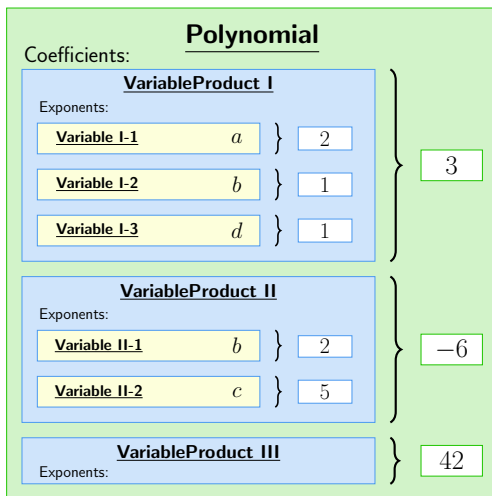 Polynomial
Coefficients:
VariableProduct I
Exponents:
Variable I-1 a } 2
Variable I-2 b } 1
Variable I-3 d } 1
} 3
VariableProduct II
Exponents:
Variable II-1 b } 2
Variable II-2 c } 5
} −6
VariableProduct III
Exponents:
} 42